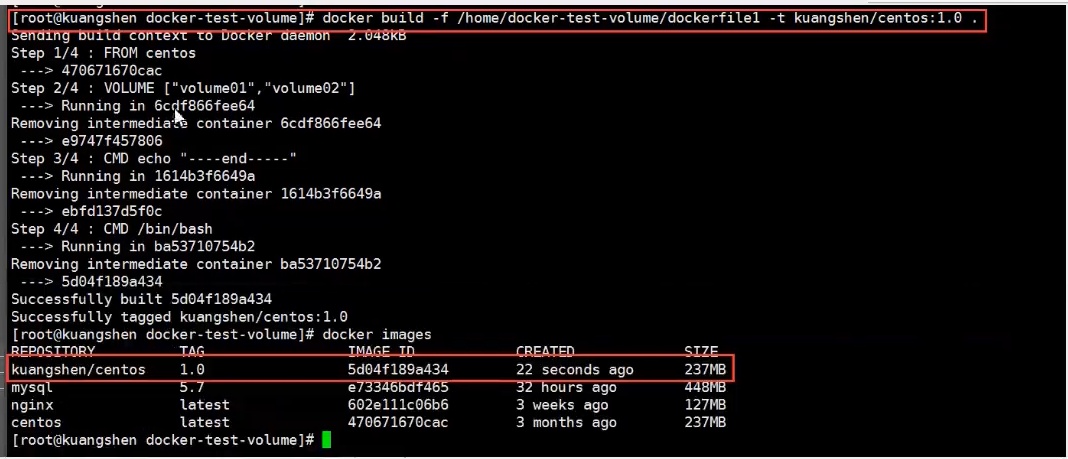 [root@kuangshen docker-test-volume]# docker build -f /home/docker-test-volume/dockerfile1 -t kuangshen/centos:1.0 .
Sending build context to Docker daemon  2.048kB
Step 1/4 : FROM centos
 ---> 470671670cac
Step 2/4 : VOLUME ["volume01","volume02"]
 ---> Running in 6cdf866fee64
Removing intermediate container 6cdf866fee64
 ---> e9747f457806
Step 3/4 : CMD echo "----end-----"
 ---> Running in 1614b3f6649a
Removing intermediate container 1614b3f6649a
 ---> ebfd137d5f0c
Step 4/4 : CMD /bin/bash
 ---> Running in ba53710754b2
Removing intermediate container ba53710754b2
 ---> 5d04f189a434
Successfully built 5d04f189a434
Successfully tagged kuangshen/centos:1.0
[root@kuangshen docker-test-volume]# docker images
REPOSITORY          TAG                 IMAGE ID            CREATED             SIZE
kuangshen/centos    1.0                 5d04f189a434        22 seconds ago      237MB
mysql               5.7                 e73346bdf465        32 hours ago        448MB
nginx               latest              602e111c06b6        3 weeks ago         127MB
centos              latest              470671670cac        3 months ago        237MB
[root@kuangshen docker-test-volume]#